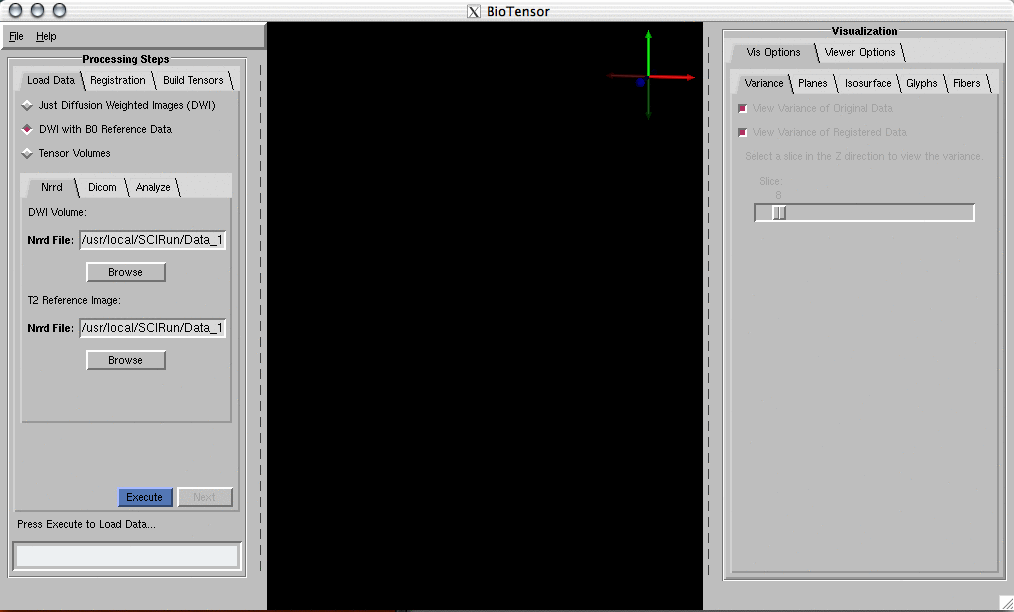 X BioTensor
File Help
Processing Steps
Load Data Registration Build Tensors
Just Diffusion Weighted Images (DWI)
DWI with B0 Reference Data
Tensor Volumes
Nrrd Dicom Analyze
DWI Volume:
Nrrd File: /usr/local/SCIRun/Data_1
Browse
T2 Reference Image:
Nrrd File: /usr/local/SCIRun/Data_1
Browse
Execute Next
Press Execute to Load Data...
Visualization
Vis Options Viewer Options
Variance Planes Isosurface Glyphs Fibers
View Variance of Original Data
View Variance of Registered Data
Select a slice in the Z direction to view the variance.
Slice:
8